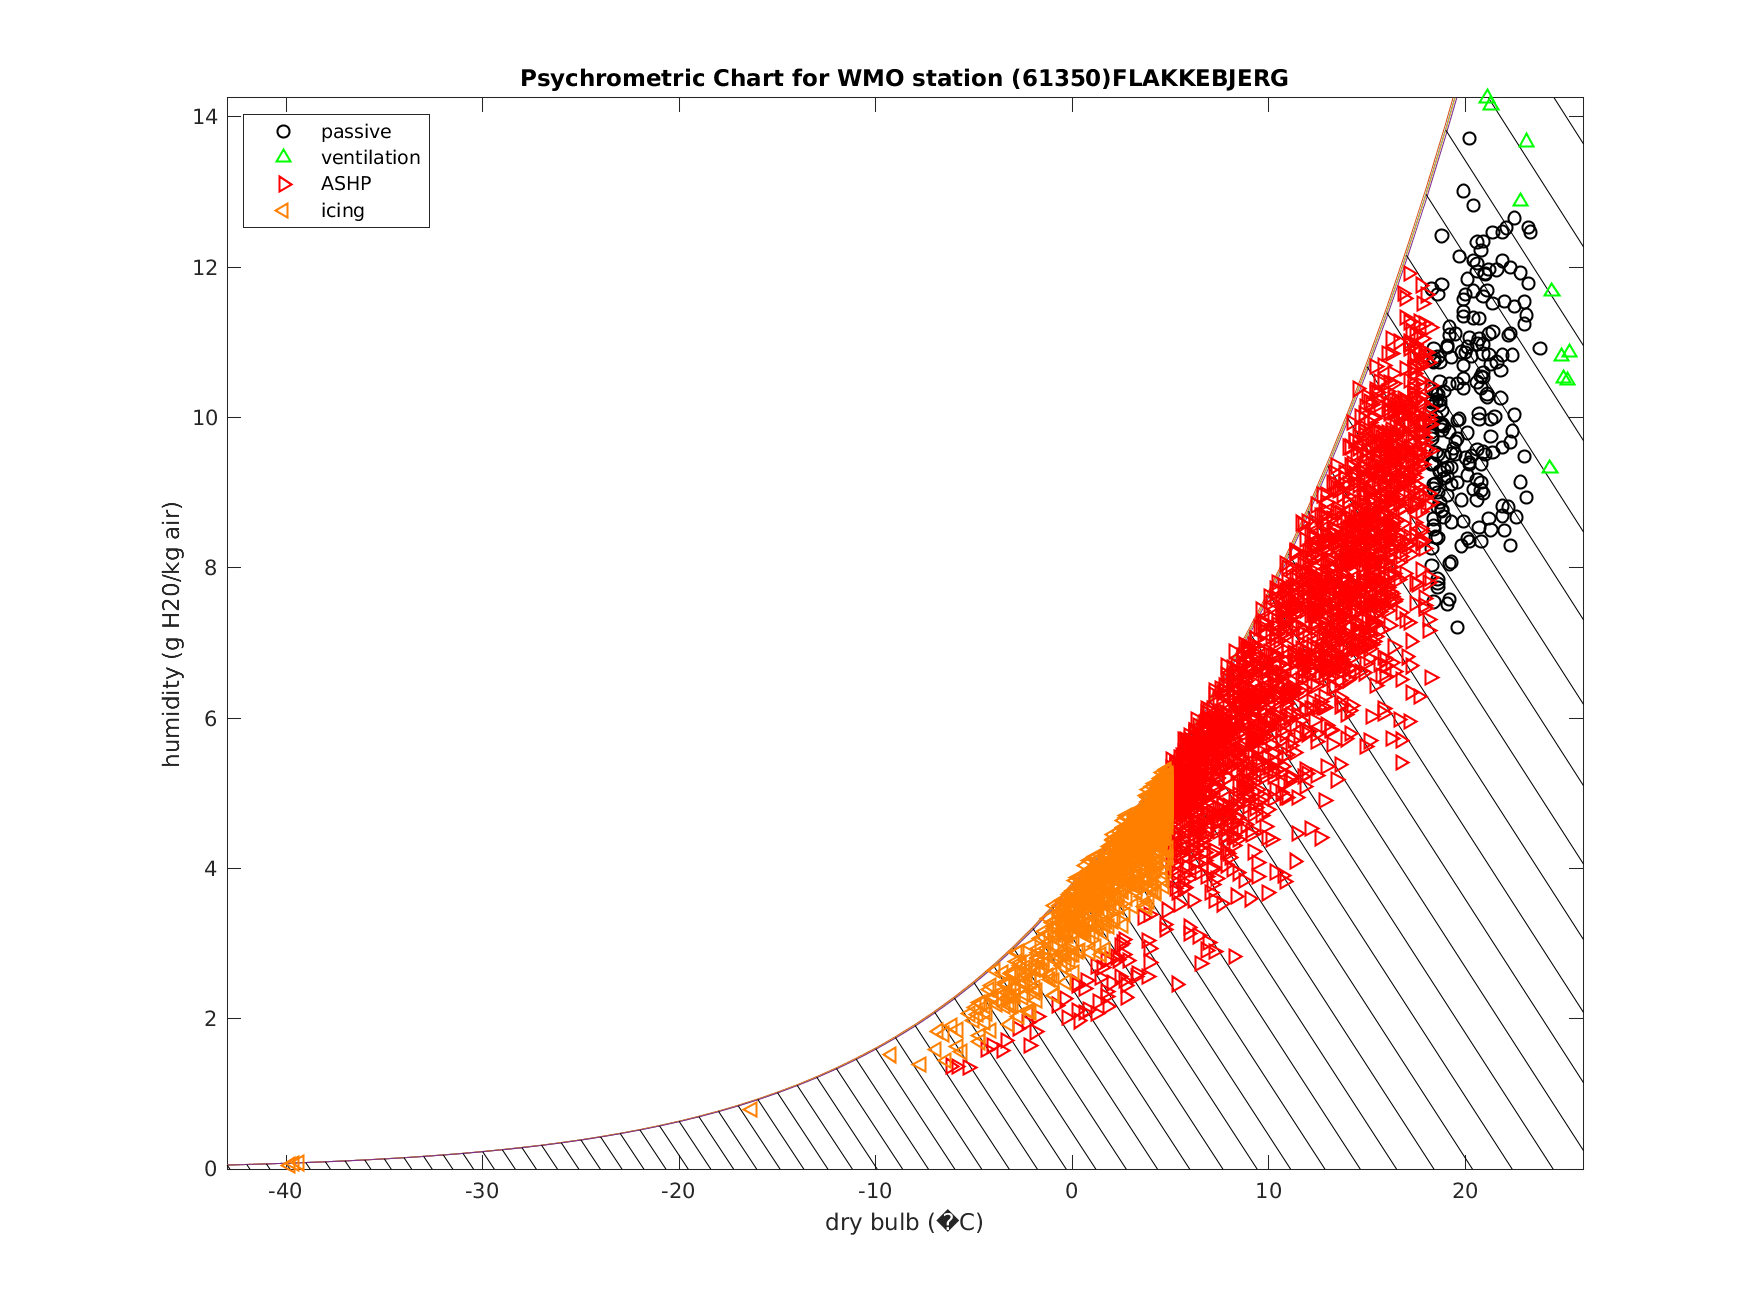 Psychrometric Chart for WMO station (61350)FLAKKEBJERG
passive
ventilation
ASHP
icing
14
12
10
8
6
4
2
0
humidity (g H20/kg air)
-40 -30 -20 -10 0 10 20
dry bulb (�C)